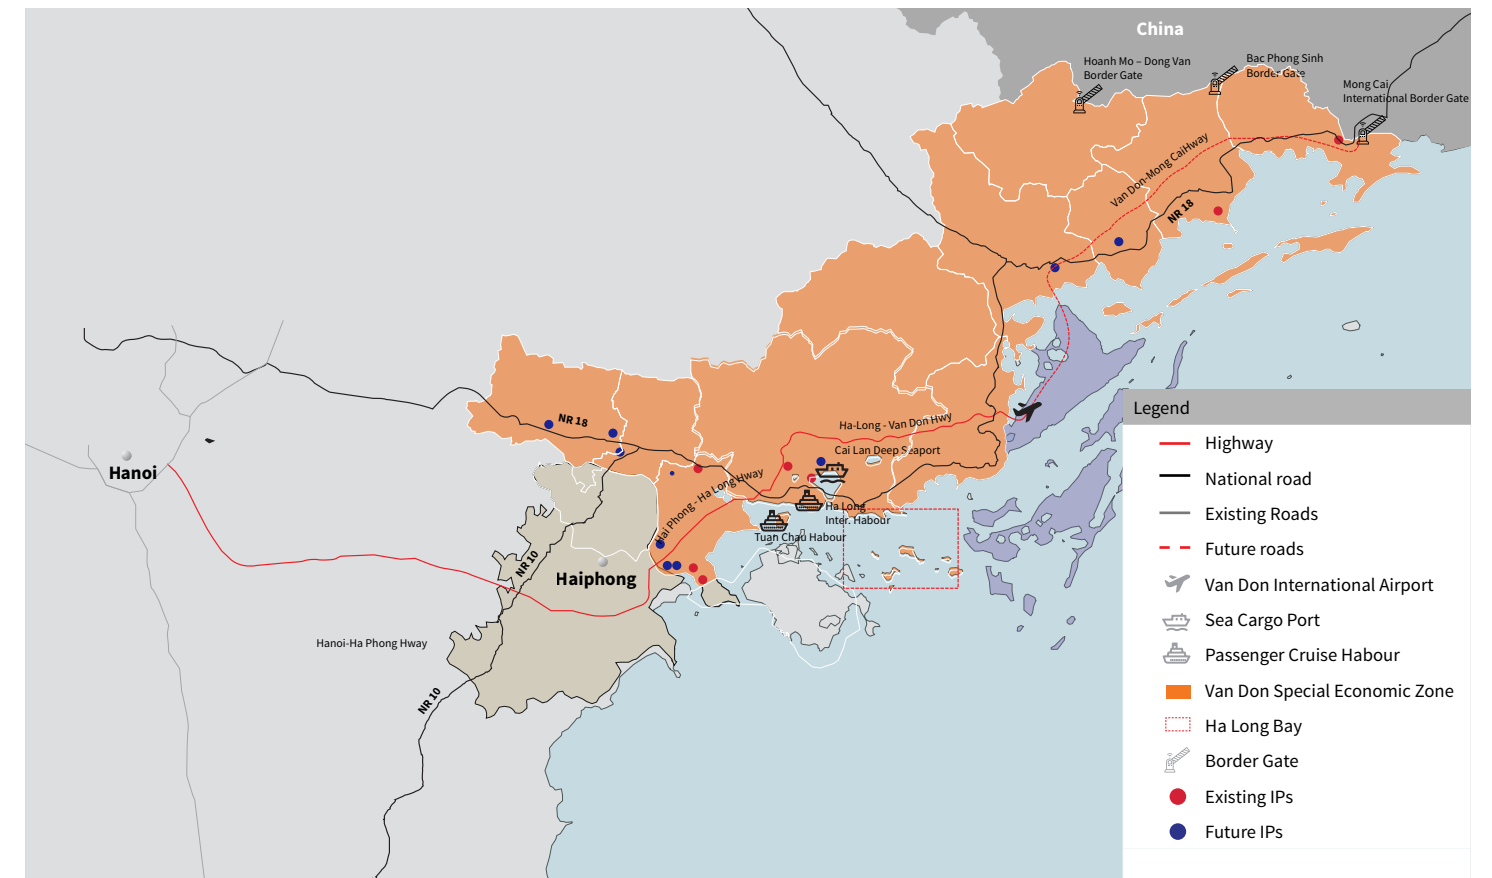 China
Hoanh Mo – Dong Van
Border Gate
Bac Phong Sinh
Border Gate
Mong Cai
International Border Gate
Van Don-Mong CaiHway
NR 18
NR 18
Ha-Long - Van Don Hwy
Cai Lan Deep Seaport
Hai Phong - Ha Long Hway
Ha Long
Inter. Habour
Tuan Chau Habour
Hanoi
NR 10
Haiphong
Hanoi-Ha Phong Hway
NR 10
Legend
Highway
National road
Existing Roads
Future roads
Van Don International Airport
Sea Cargo Port
Passenger Cruise Habour
Van Don Special Economic Zone
Ha Long Bay
Border Gate
Existing IPs
Future IPs